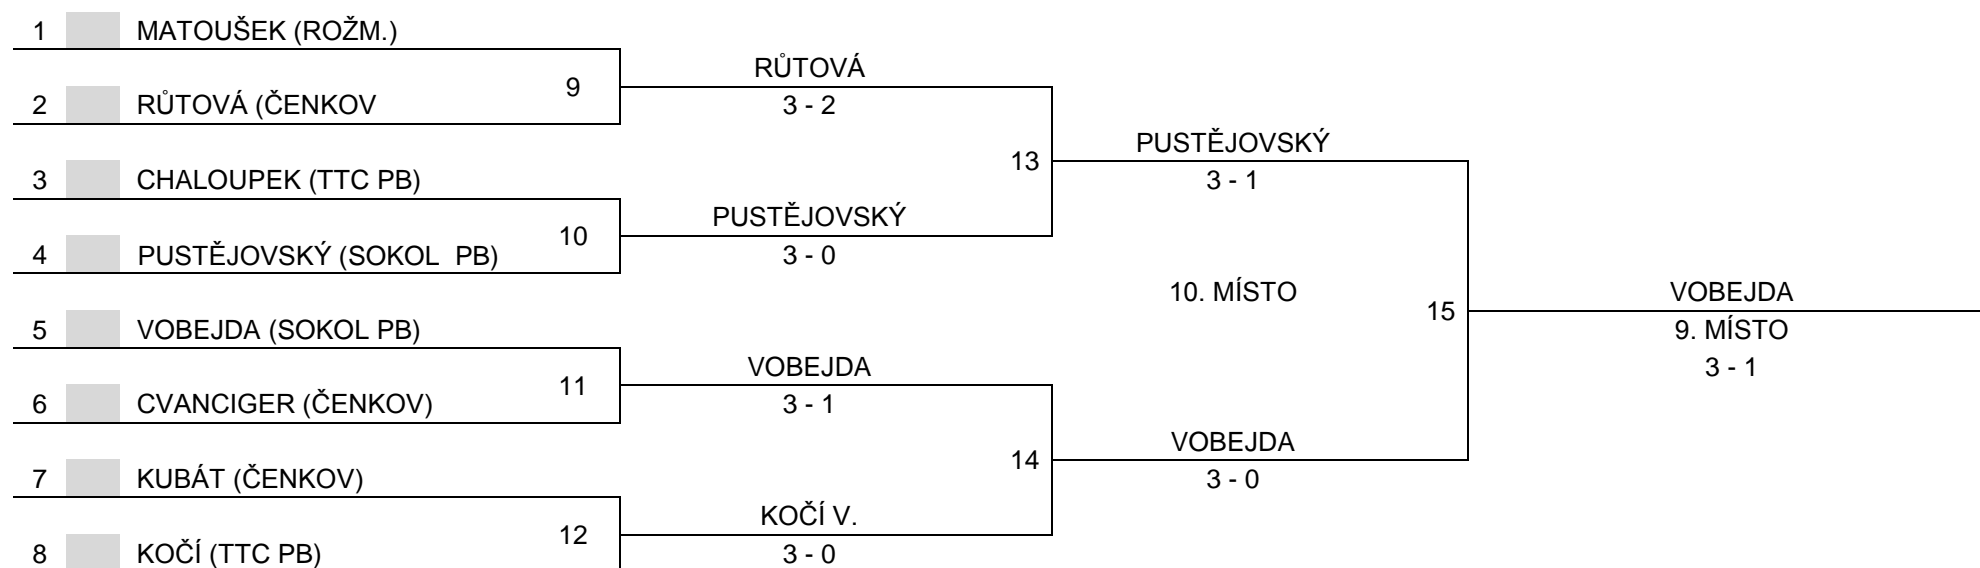 1 MATOUŠEK (ROŽM.)
RŮTOVÁ
9
2 RŮTOVÁ (ČENKOV
3 - 2
PUSTĚJOVSKÝ
13
3 CHALOUPEK (TTC PB)
3 - 1
PUSTĚJOVSKÝ
10
4 PUSTĚJOVSKÝ (SOKOL PB)
3 - 0
10. MÍSTO
VOBEJDA
15
5 VOBEJDA (SOKOL PB)
9. MÍSTO
VOBEJDA
3 - 1
11
6 CVANCIGER (ČENKOV)
3 - 1
VOBEJDA
14
7 KUBÁT (ČENKOV)
3 - 0
KOČÍ V.
12
8 KOČÍ (TTC PB)
3 - 0